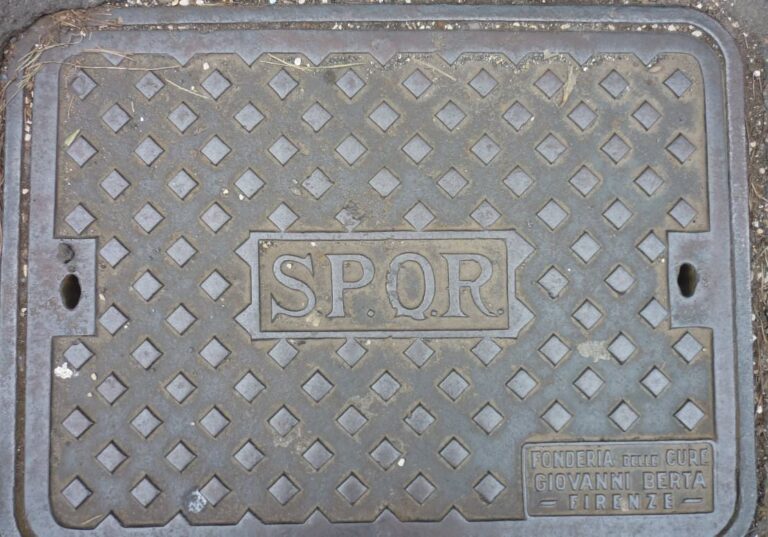 S.P.Q.R.
FONDERIA DELLE CURE
GIOVANNI BERTA
- FIRENZE -